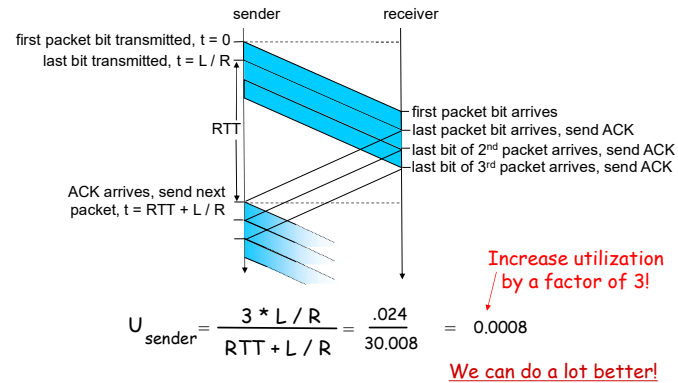 sender
receiver
first packet bit transmitted, t = 0
last bit transmitted, t = L / R
RTT
first packet bit arrives
last packet bit arrives, send ACK
last bit of 2nd packet arrives, send ACK
last bit of 3rd packet arrives, send ACK
ACK arrives, send next
packet, t = RTT + L / R
Increase utilization
by a factor of 3!
U sender = 3 * L / R / RTT + L / R = .024 / 30.008 = 0.0008
We can do a lot better!